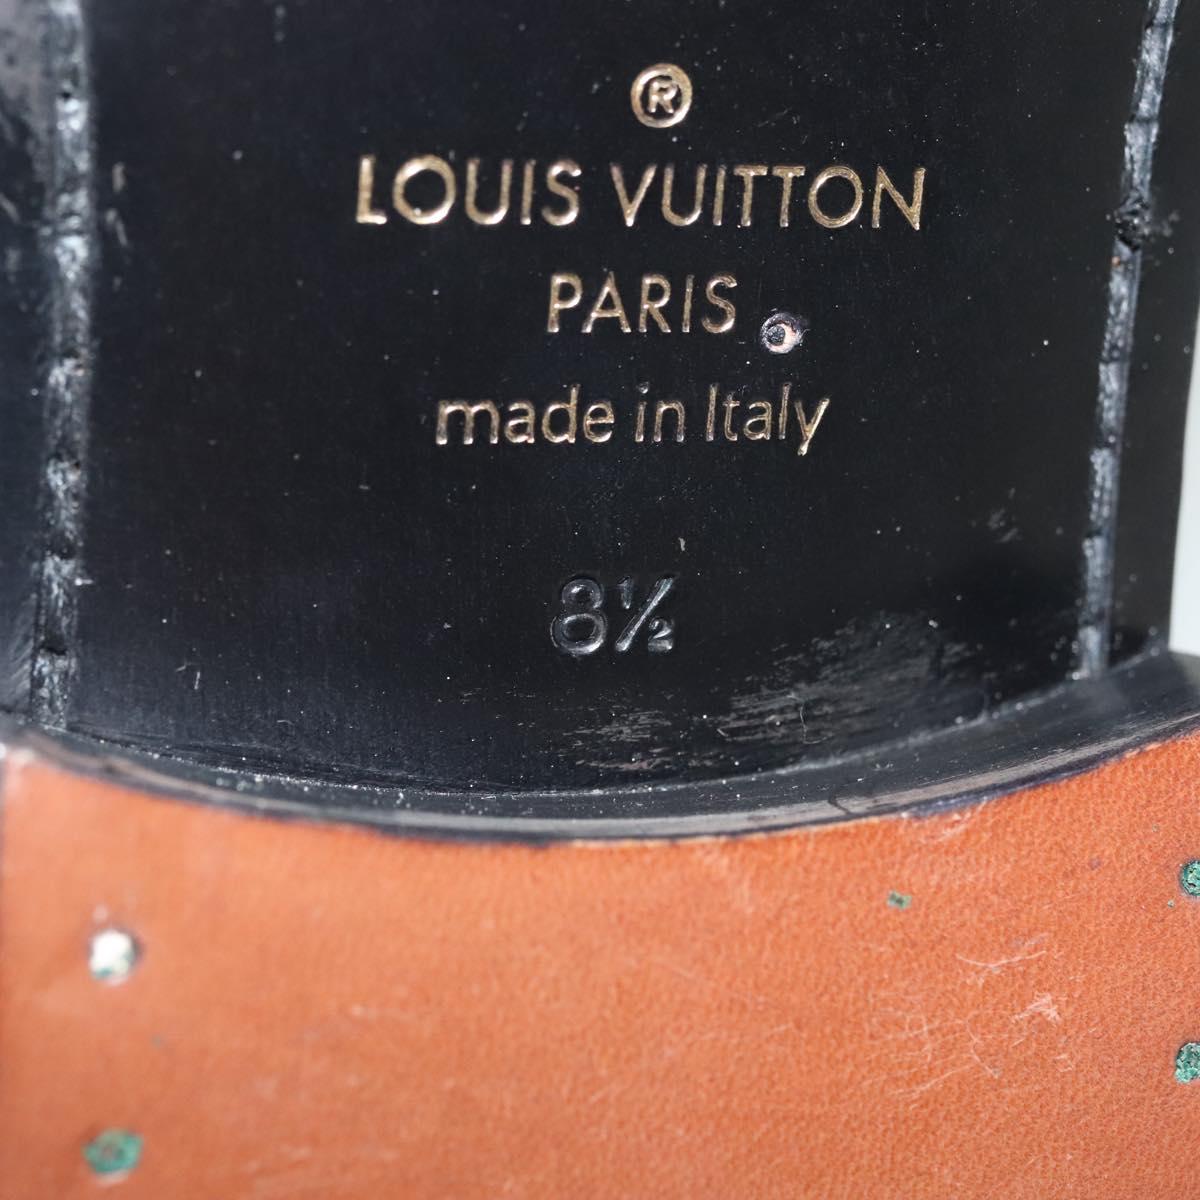 ®
LOUIS VUITTON
PARIS
made in Italy
8½